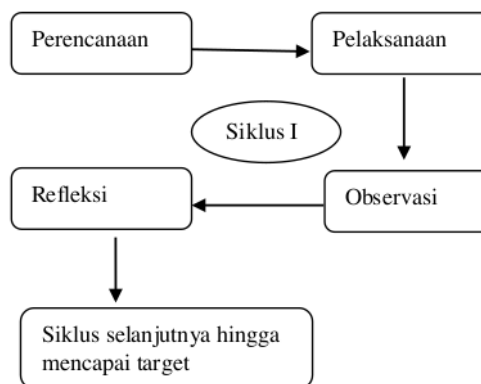 Perencanaan
Pelaksanaan
Siklus I
Refleksi
Observasi
Siklus selanjutnya hingga
mencapai target